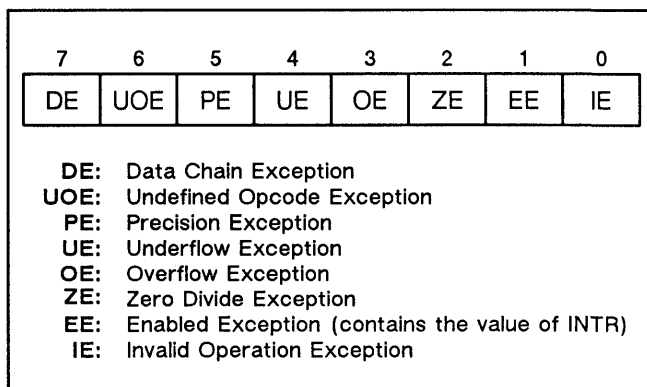 7 6 5 4 3 2 1 0
DE UOE PE UE OE ZE EE IE
DE: Data Chain Exception
UOE: Undefined Opcode Exception
PE: Precision Exception
UE: Underflow Exception
OE: Overflow Exception
ZE: Zero Divide Exception
EE: Enabled Exception (contains the value of INTR)
IE: Invalid Operation Exception